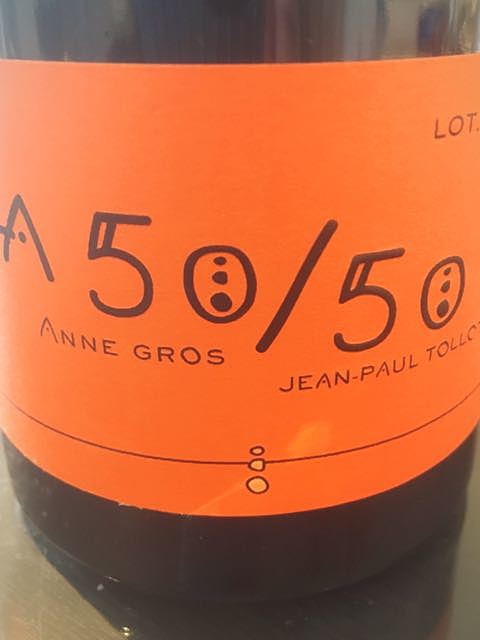 LOT.
A 50/50
ANNE GROS
JEAN-PAUL TOLLOT